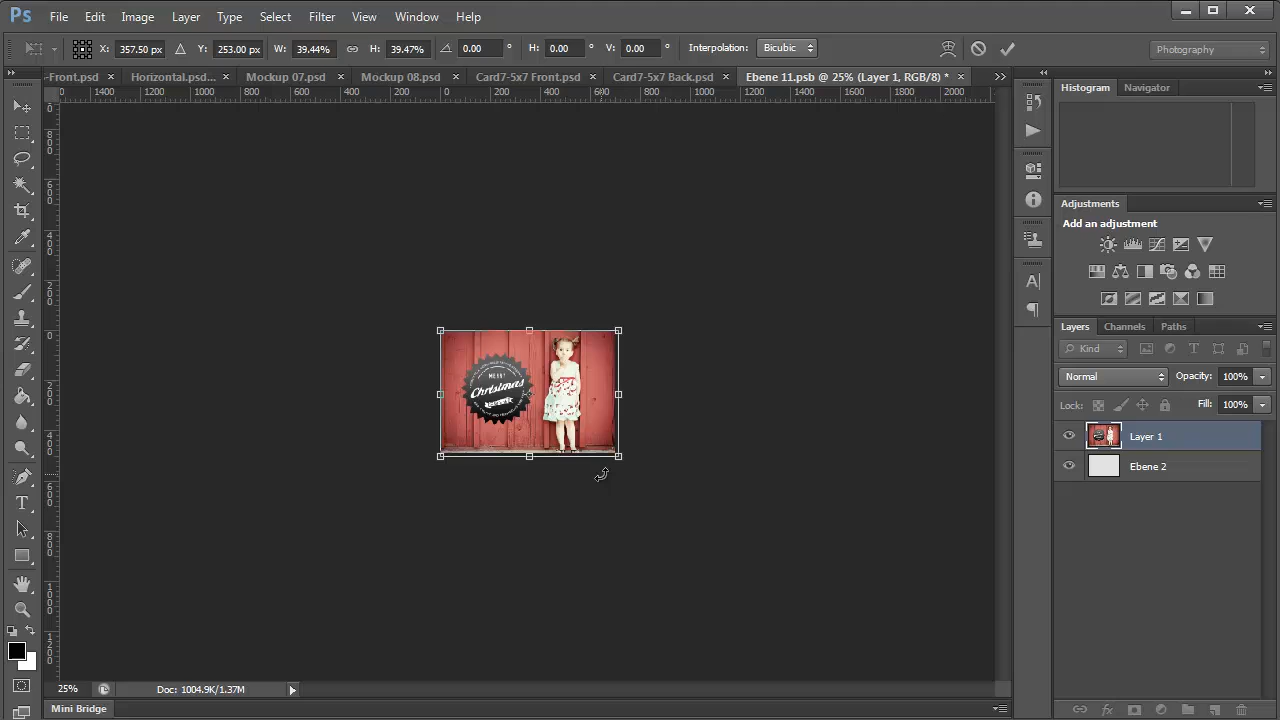 Ps File Edit Image Layer Type Select Filter View Window Help
X: 357.50 px Y: 253.00 px W: 39.44% H: 39.47% 0.00 ° H: 0.00 ° V: 0.00 ° Interpolation: Bicubic Photography
-Front.psd × Horizontal.psd... × Mockup 07.psd × Mockup 08.psd × Card7-5x7 Front.psd × Card7-5x7 Back.psd × Ebene 11.psb @ 25% (Layer 1, RGB/8) * ×
0 1400 1200 1000 800 600 400 200 0 200 400 600 800 1000 1200 1400 1600 1800 2000
Histogram Navigator
Adjustments
Add an adjustment
Layers Channels Paths
Kind
Normal Opacity: 100%
Lock: Fill: 100%
Layer 1
Ebene 2
MERRY
Christmas
25% Doc: 1004.9K/1.37M
Mini Bridge